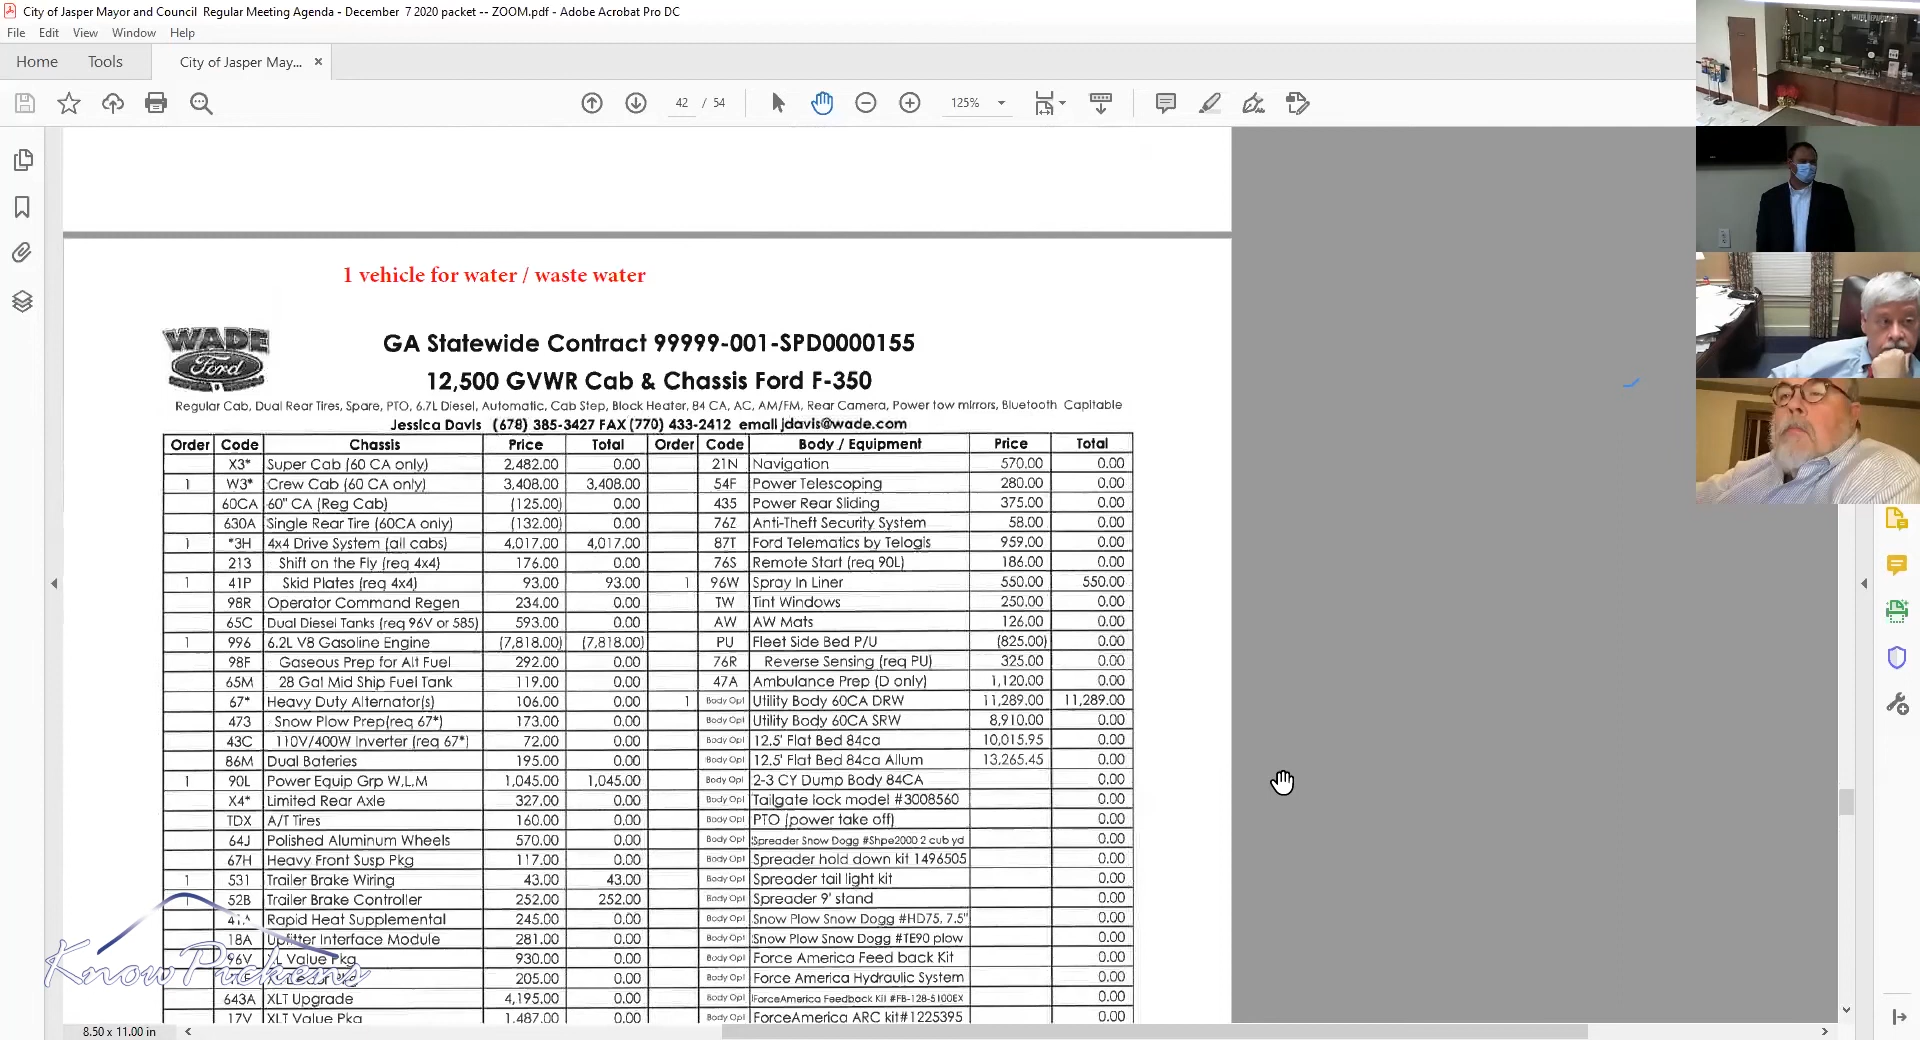 City of Jasper Mayor and Council Regular Meeting Agenda - December 7 2020 packet -- ZOOM.pdf - Adobe Acrobat Pro DC
File Edit View Window Help
Home Tools City of Jasper May... ×
42 / 54 125%
1 vehicle for water / waste water
WADE
Ford
GA Statewide Contract 99999-001-SPD0000155
12,500 GVWR Cab & Chassis Ford F-350
Regular Cab, Dual Rear Tires, Spare, PTO, 6.7L Diesel, Automatic, Cab Step, Block Heater, 84 CA, AC, AM/FM, Rear Camera, Power tow mirrors, Bluetooth Capitable
Jessica Davis (678) 385-3427 FAX (770) 433-2412 email jdavis@wade.com
Order Code Chassis Price Total Order Code Body / Equipment Price Total
X3* Super Cab (60 CA only) 2,482.00 0.00 21N Navigation 570.00 0.00
1 W3* Crew Cab (60 CA only) 3,408.00 3,408.00 54F Power Telescoping 280.00 0.00
60CA 60" CA (Reg Cab) (125.00) 0.00 435 Power Rear Sliding 375.00 0.00
630A Single Rear Tire (60CA only) (132.00) 0.00 76Z Anti-Theft Security System 58.00 0.00
1 *3H 4x4 Drive System (all cabs) 4,017.00 4,017.00 87T Ford Telematics by Telogis 959.00 0.00
213 Shift on the Fly (req 4x4) 176.00 0.00 76S Remote Start (req 90L) 186.00 0.00
1 41P Skid Plates (req 4x4) 93.00 93.00 1 96W Spray In Liner 550.00 550.00
98R Operator Command Regen 234.00 0.00 TW Tint Windows 250.00 0.00
65C Dual Diesel Tanks (req 96V or 585) 593.00 0.00 AW AW Mats 126.00 0.00
1 996 6.2L V8 Gasoline Engine (7,818.00) (7,818.00) PU Fleet Side Bed P/U (825.00) 0.00
98F Gaseous Prep for Alt Fuel 292.00 0.00 76R Reverse Sensing (req PU) 325.00 0.00
65M 28 Gal Mid Ship Fuel Tank 119.00 0.00 47A Ambulance Prep (D only) 1,120.00 0.00
67* Heavy Duty Alternator(s) 106.00 0.00 1 Body Opt Utility Body 60CA DRW 11,289.00 11,289.00
473 Snow Plow Prep(req 67*) 173.00 0.00 Body Opt Utility Body 60CA SRW 8,910.00 0.00
43C 110V/400W Inverter (req 67*) 72.00 0.00 Body Opt 12.5' Flat Bed 84ca 10,015.95 0.00
86M Dual Bateries 195.00 0.00 Body Opt 12.5' Flat Bed 84ca Allum 13,265.45 0.00
1 90L Power Equip Grp W,L,M 1,045.00 1,045.00 Body Opt 2-3 CY Dump Body 84CA 0.00
X4* Limited Rear Axle 327.00 0.00 Body Opt Tailgate lock model #3008560 0.00
TDX A/T Tires 160.00 0.00 Body Opt PTO (power take off) 0.00
64J Polished Aluminum Wheels 570.00 0.00 Body Opt Spreader Snow Dogg #Shpe2000 2 cub yd 0.00
67H Heavy Front Susp Pkg 117.00 0.00 Body Opt Spreader hold down kit 1496505 0.00
1 531 Trailer Brake Wiring 43.00 43.00 Body Opt Spreader tail light kit 0.00
1 52B Trailer Brake Controller 252.00 252.00 Body Opt Spreader 9' stand 0.00
41A Rapid Heat Supplemental 245.00 0.00 Body Opt Snow Plow Snow Dogg #HD75, 7.5" 0.00
18A Upfitter Interface Module 281.00 0.00 Body Opt Snow Plow Snow Dogg #TE90 plow 0.00
96V XL Value Pkg 930.00 0.00 Body Opt Force America Feed back Kit 0.00
205.00 0.00 Body Opt Force America Hydraulic System 0.00
643A XLT Upgrade 4,195.00 0.00 Body Opt ForceAmerica Feedback Kit #FB-128-5100EX 0.00
17V XLT Value Pkg 1,487.00 0.00 Body Opt ForceAmerica ARC kit#1225395 0.00
KnowPickens
8.50 x 11.00 in